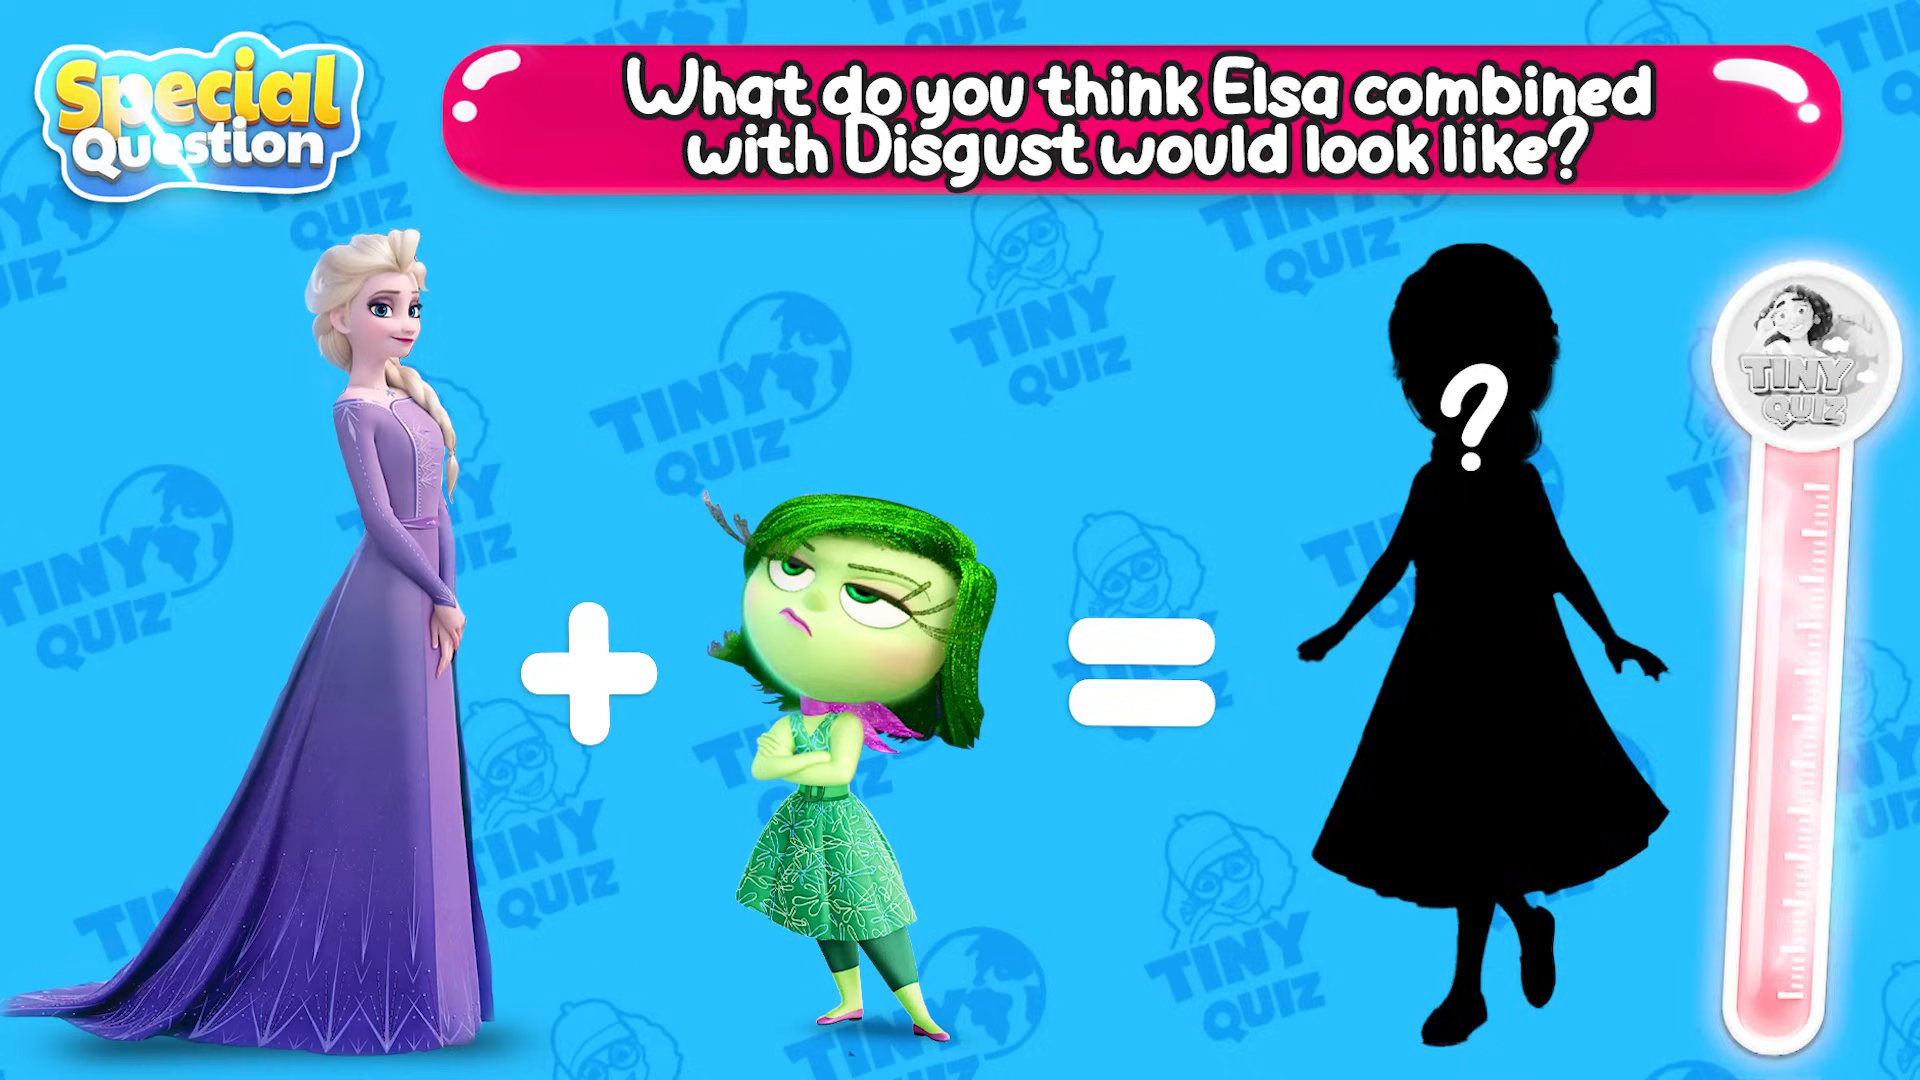 Special
Question
What do you think Elsa combined
with Disgust would look like?
?
TINY
QUIZ